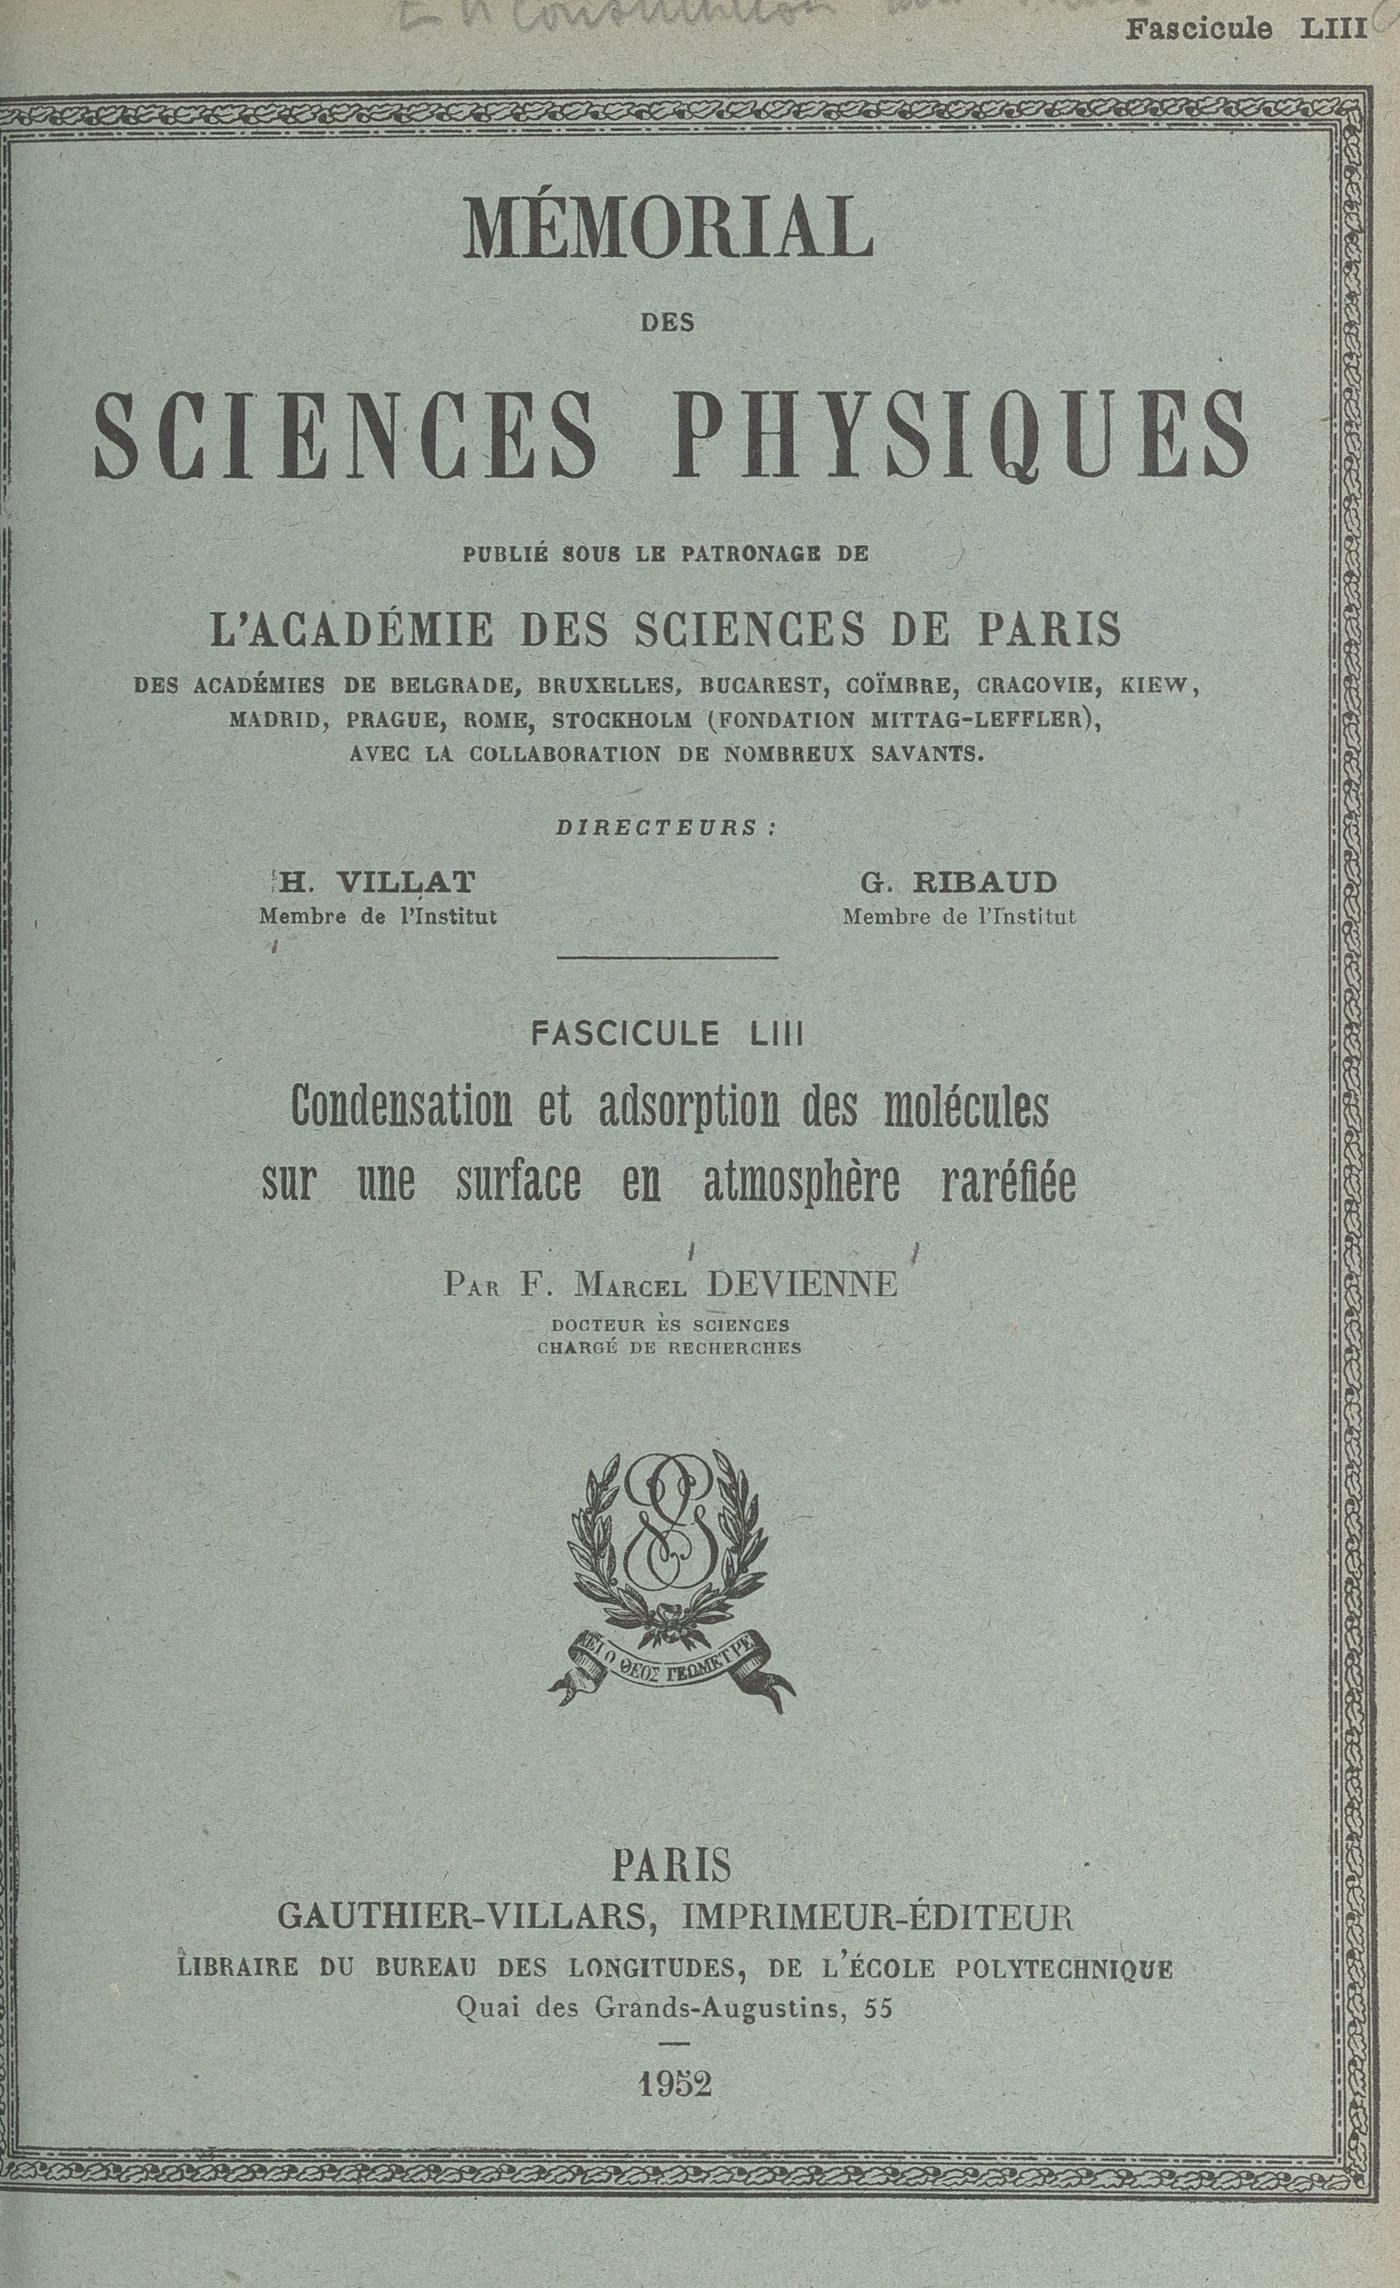 Fascicule LIII
MÉMORIAL
DES
SCIENCES PHYSIQUES
PUBLIÉ SOUS LE PATRONAGE DE
L'ACADÉMIE DES SCIENCES DE PARIS
DES ACADÉMIES DE BELGRADE, BRUXELLES, BUCAREST, COÏMBRE, CRACOVIE, KIEW,
MADRID, PRAGUE, ROME, STOCKHOLM (FONDATION MITTAG-LEFFLER),
AVEC LA COLLABORATION DE NOMBREUX SAVANTS.
DIRECTEURS :
H. VILLAT G. RIBAUD
Membre de l'Institut Membre de l'Institut
FASCICULE LIII
Condensation et adsorption des molécules
sur une surface en atmosphère raréfiée
PAR F. MARCEL DEVIENNE
DOCTEUR ÈS SCIENCES
CHARGÉ DE RECHERCHES
ΑΕΙ Ο ΘΕΟΣ ΓΕΩΜΕΤΡΕΙ
PARIS
GAUTHIER-VILLARS, IMPRIMEUR-ÉDITEUR
LIBRAIRE DU BUREAU DES LONGITUDES, DE L'ÉCOLE POLYTECHNIQUE
Quai des Grands-Augustins, 55
1952